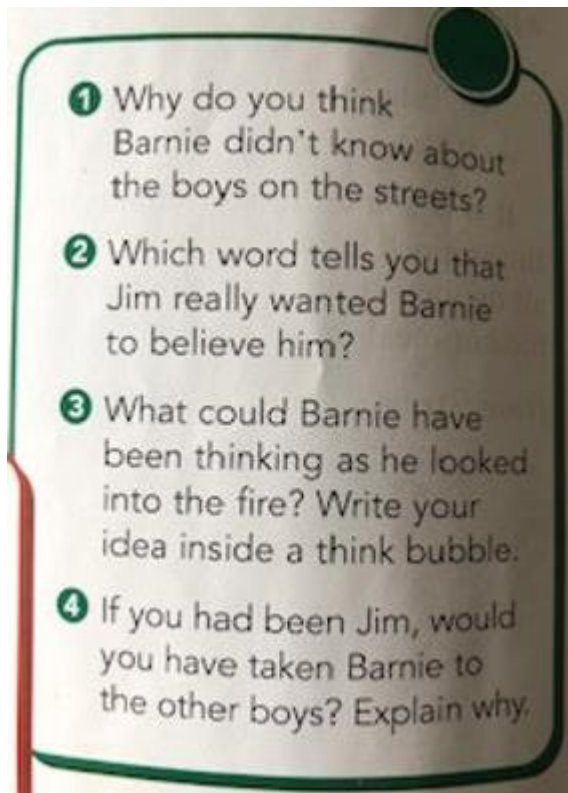 1 Why do you think
Barnie didn't know about
the boys on the streets?
2 Which word tells you that
Jim really wanted Barnie
to believe him?
3 What could Barnie have
been thinking as he looked
into the fire? Write your
idea inside a think bubble.
4 If you had been Jim, would
you have taken Barnie to
the other boys? Explain why.